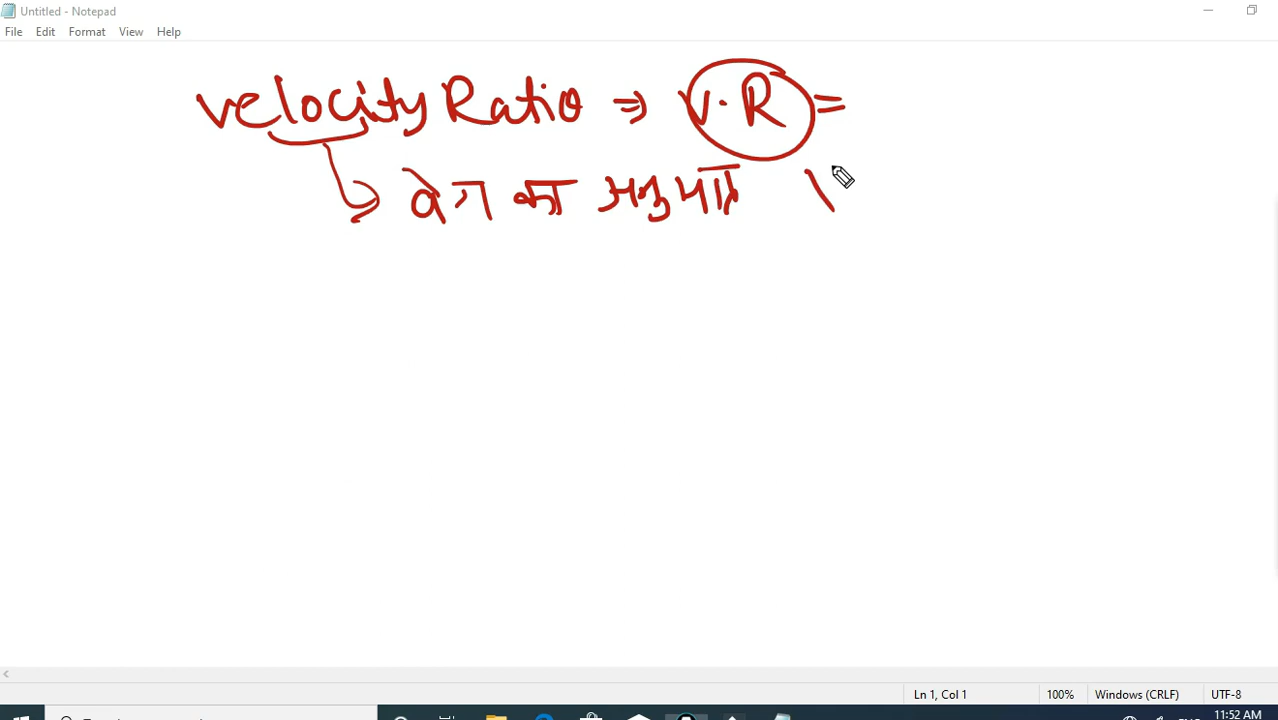 Untitled - Notepad
File Edit Format View Help
velocity Ratio ⇒ V.R =
वेग का अनुपात
Ln 1, Col 1 100% Windows (CRLF) UTF-8
11:52 AM